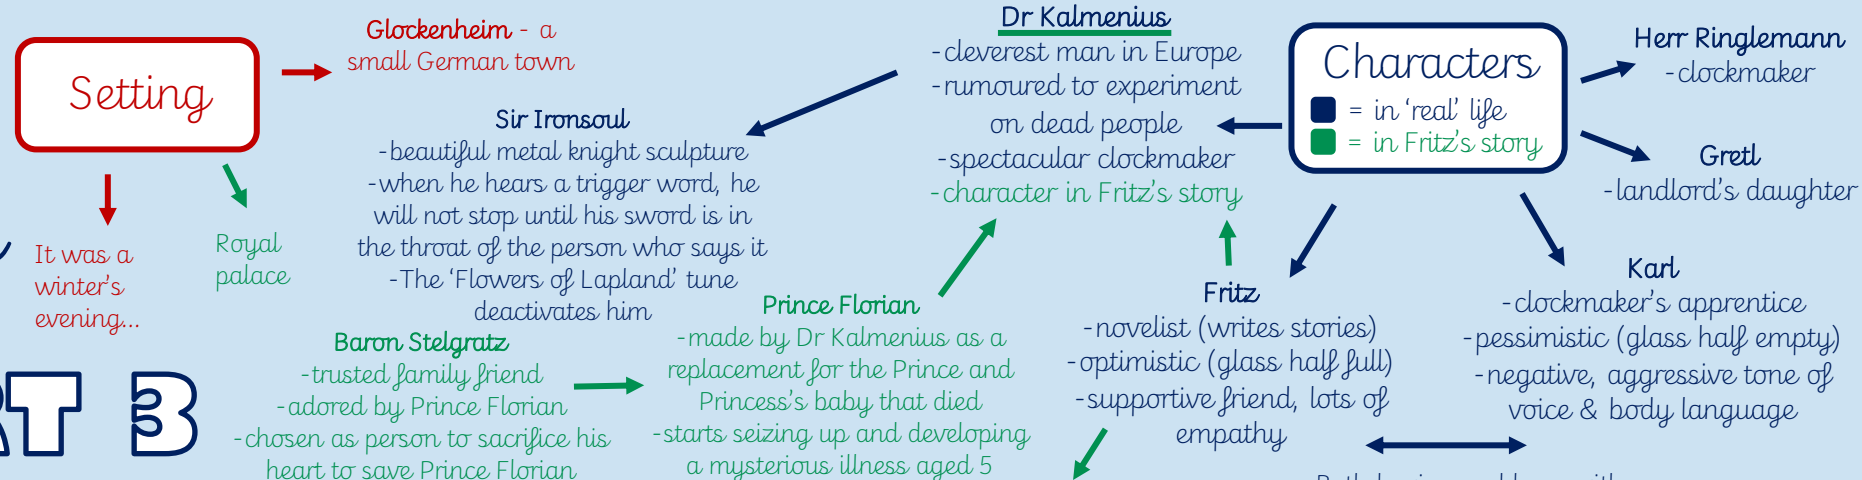 Setting
Glockenheim - a
small German town
It was a
winter's
evening...
Royal
palace
Sir Ironsoul
-beautiful metal knight sculpture
-when he hears a trigger word, he
will not stop until his sword is in
the throat of the person who says it
-The 'Flowers of Lapland' tune
deactivates him
Dr Kalmenius
-cleverest man in Europe
-rumoured to experiment
on dead people
-spectacular clockmaker
-character in Fritz's story
Characters
= in 'real' life
= in Fritz's story
Herr Ringlemann
-clockmaker
Gretl
-landlord's daughter
Karl
-clockmaker's apprentice
-pessimistic (glass half empty)
-negative, aggressive tone of
voice & body language
Fritz
-novelist (writes stories)
-optimistic (glass half full)
-supportive friend, lots of
empathy
Prince Florian
-made by Dr Kalmenius as a
replacement for the Prince and
Princess's baby that died
-starts seizing up and developing
a mysterious illness aged 5
Baron Stelgratz
-trusted family friend
-adored by Prince Florian
-chosen as person to sacrifice his
heart to save Prince Florian
3